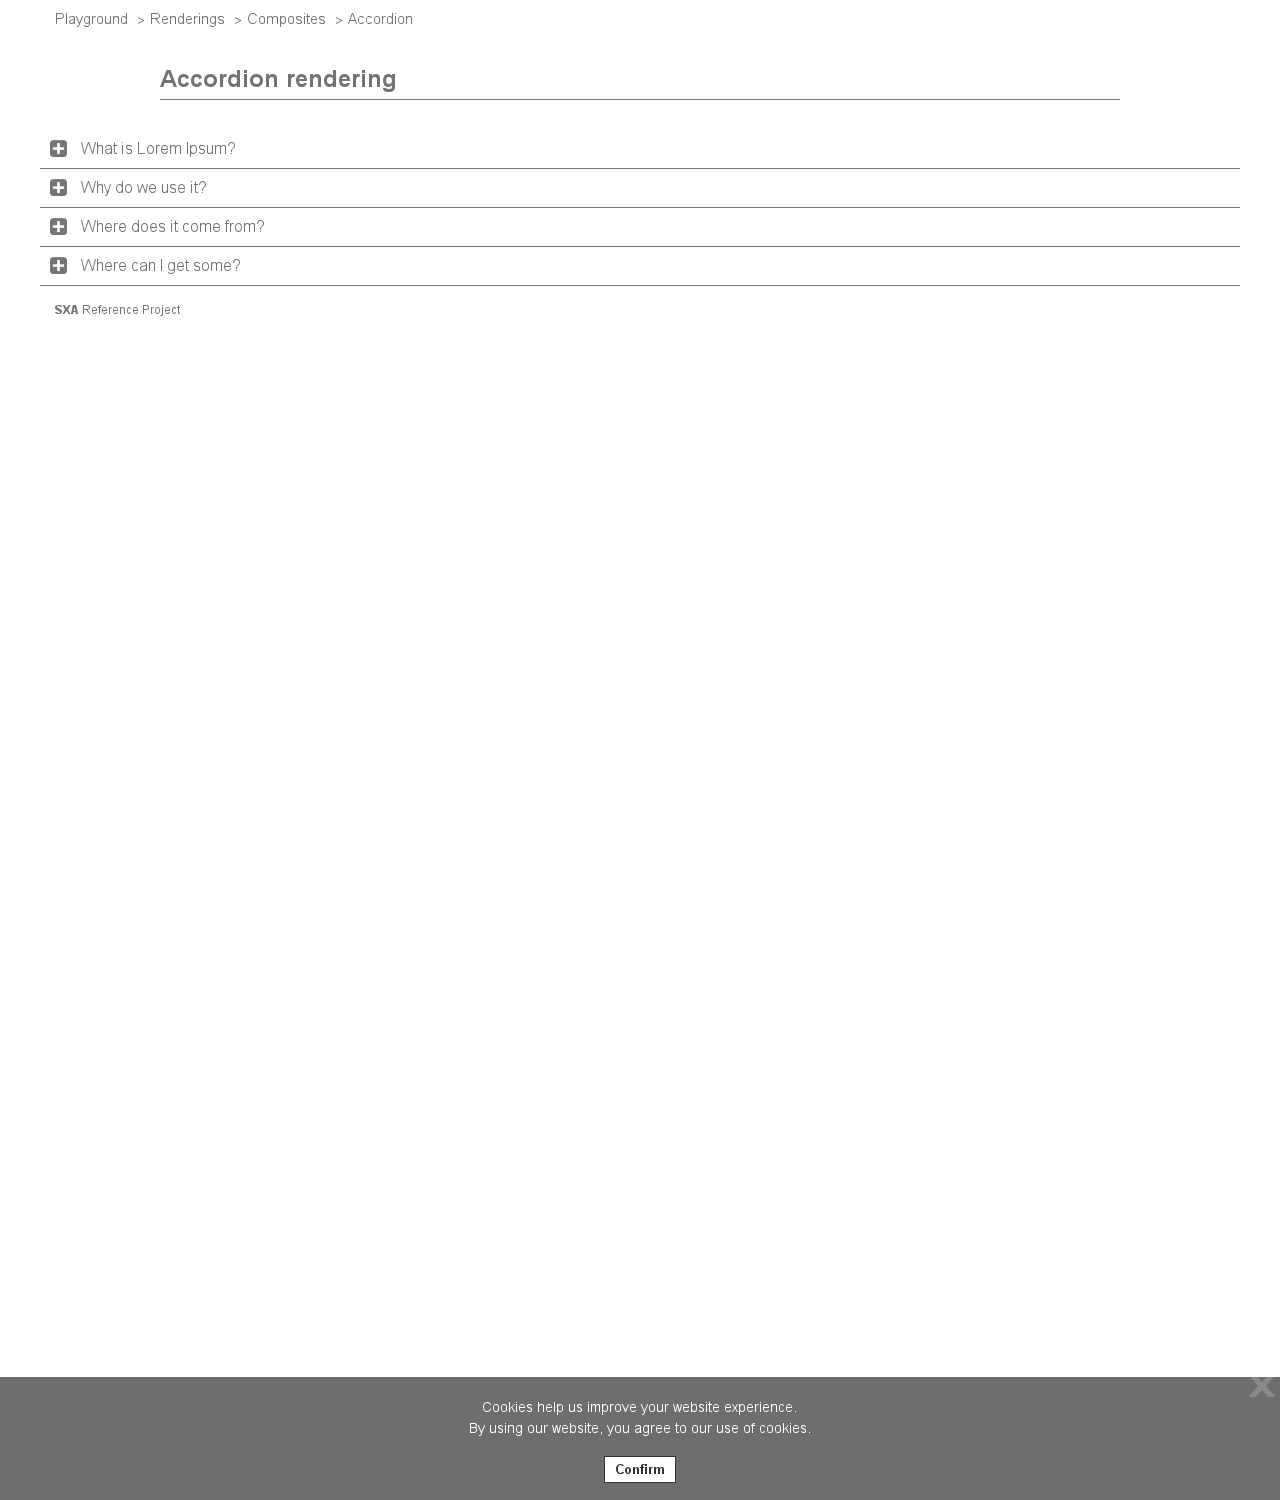 Playground > Renderings > Composites > Accordion
Accordion rendering
What is Lorem Ipsum?
Why do we use it?
Where does it come from?
Where can I get some?
SXA Reference Project
Cookies help us improve your website experience.
By using our website, you agree to our use of cookies.
Confirm